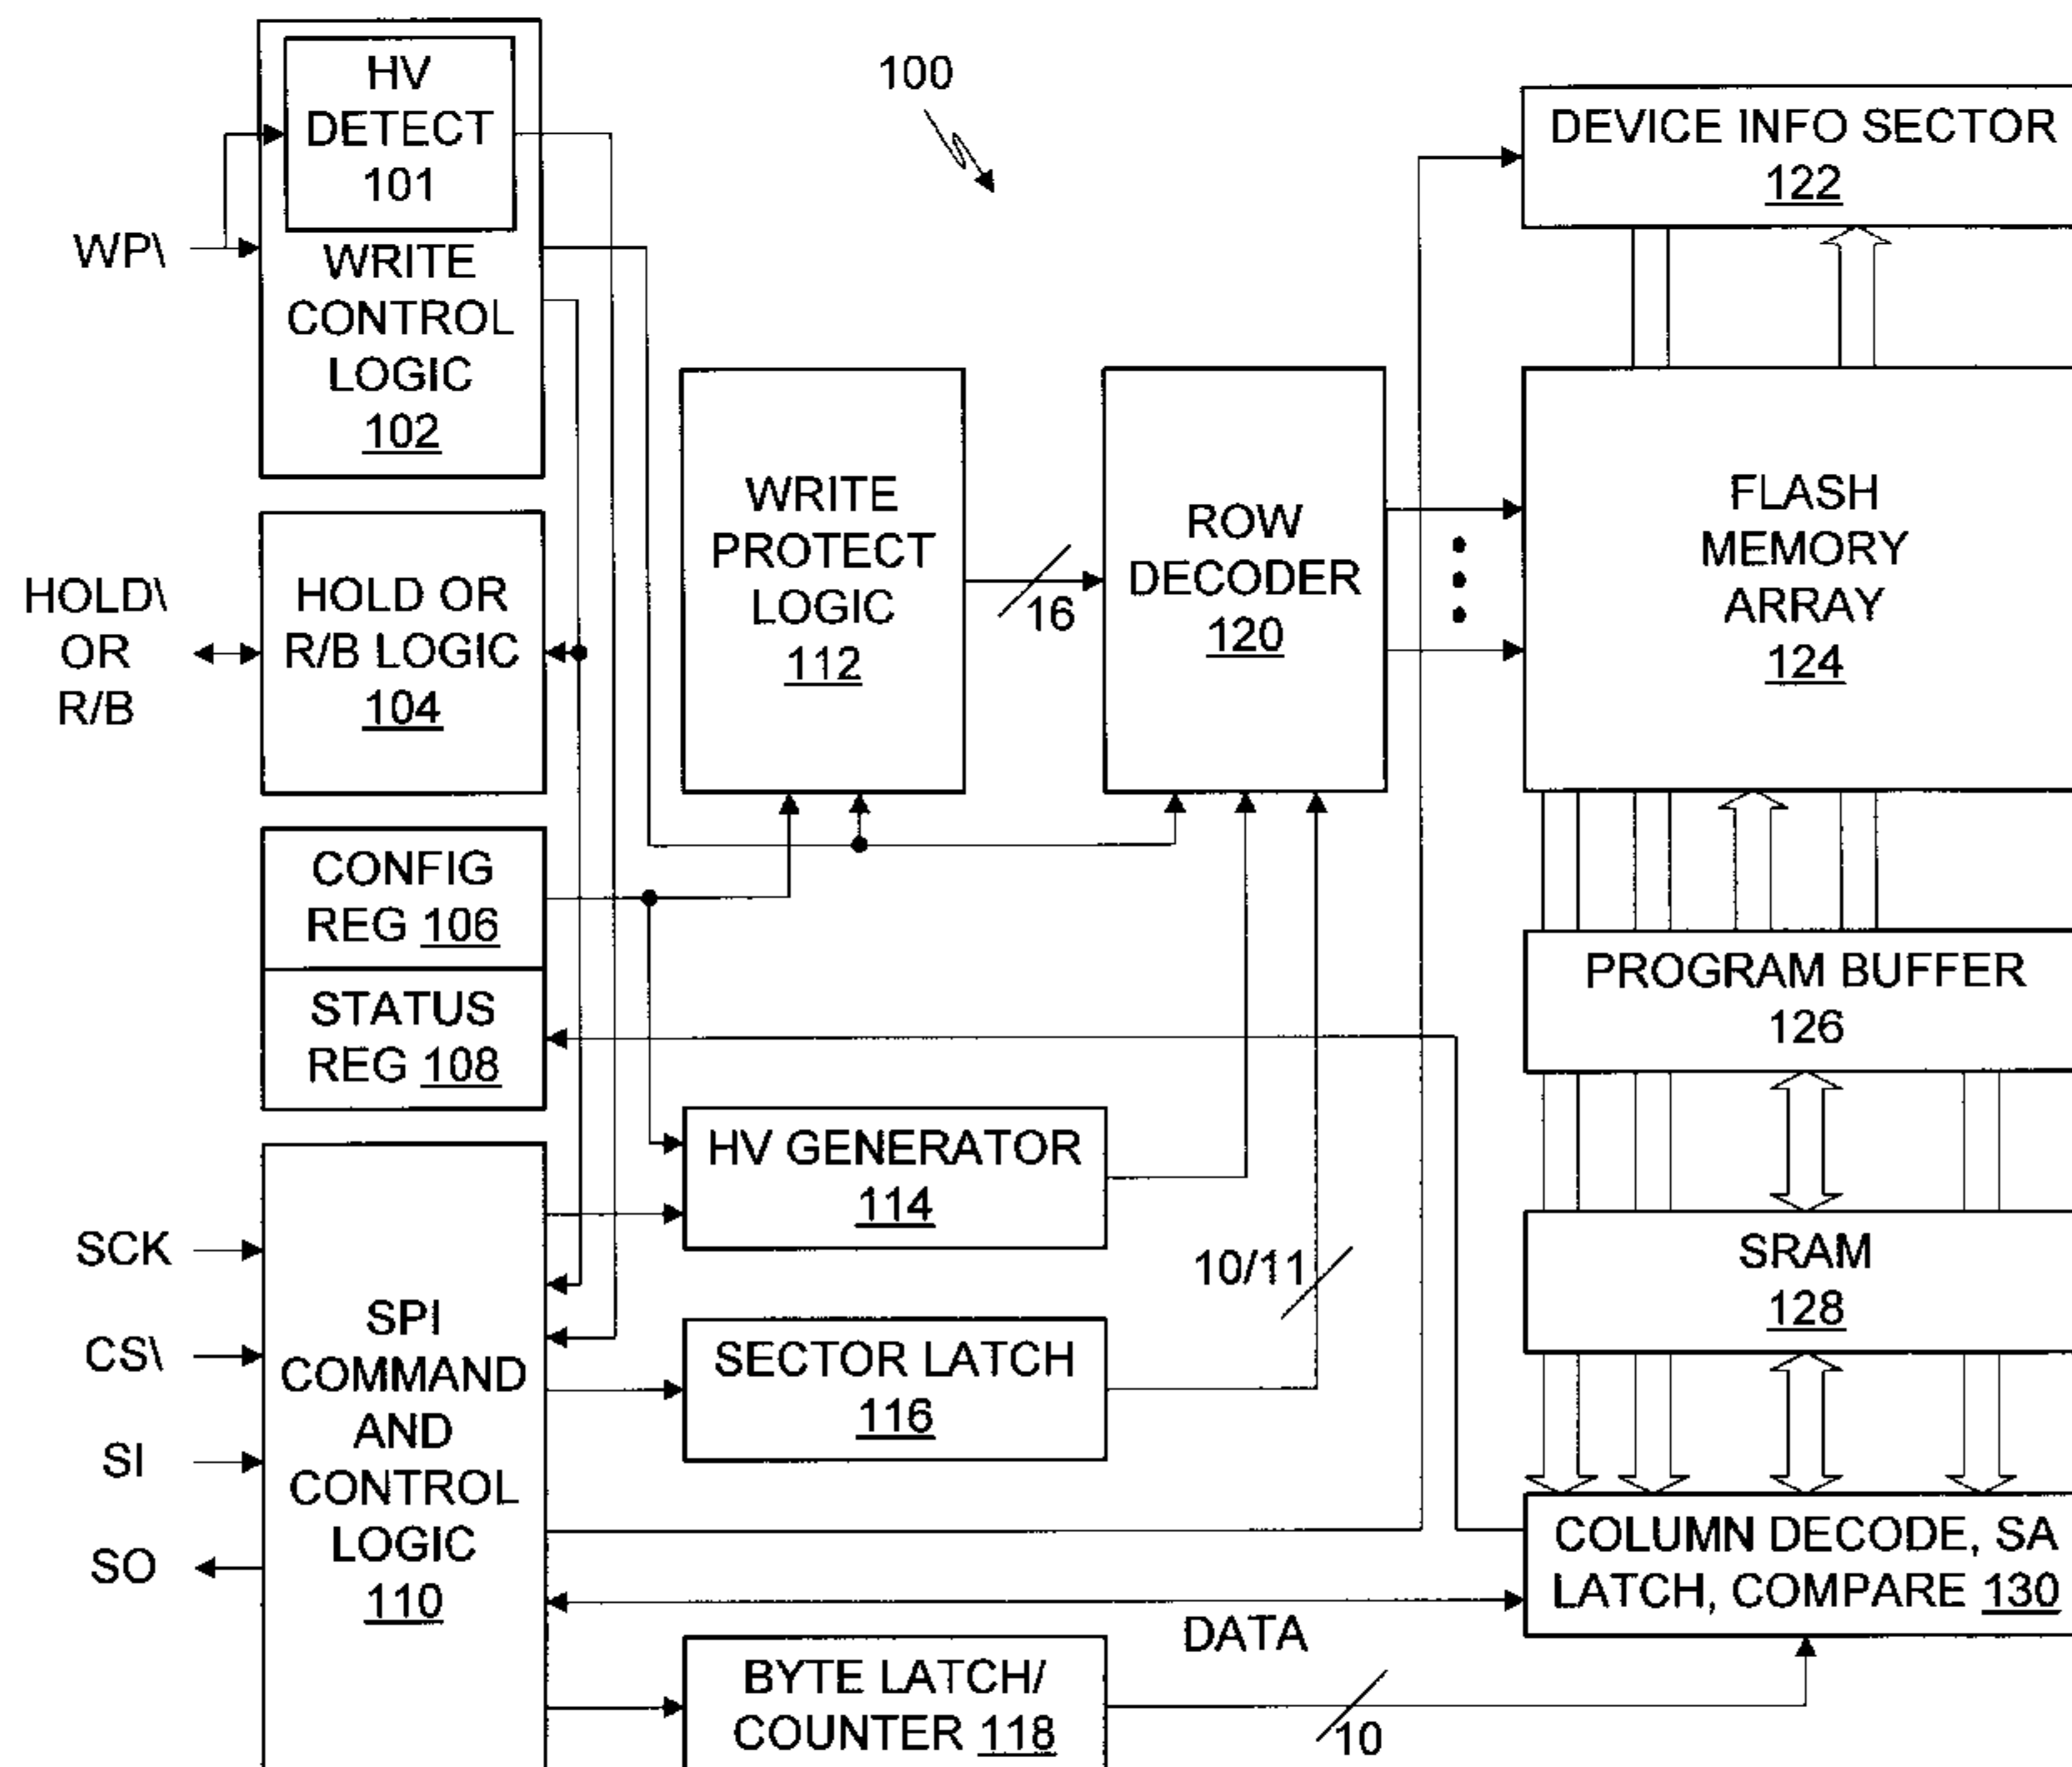 100
HV
DETECT
101
WP\
WRITE
CONTROL
LOGIC
102
HOLD\
OR
R/B
HOLD OR
R/B LOGIC
104
CONFIG
REG 106
STATUS
REG 108
SCK
CS\
SI
SO
SPI
COMMAND
AND
CONTROL
LOGIC
110
WRITE
PROTECT
LOGIC
112
16
HV GENERATOR
114
SECTOR LATCH
116
10/11
BYTE LATCH/
COUNTER 118
10
DATA
ROW
DECODER
120
DEVICE INFO SECTOR
122
FLASH
MEMORY
ARRAY
124
PROGRAM BUFFER
126
SRAM
128
COLUMN DECODE, SA
LATCH, COMPARE 130